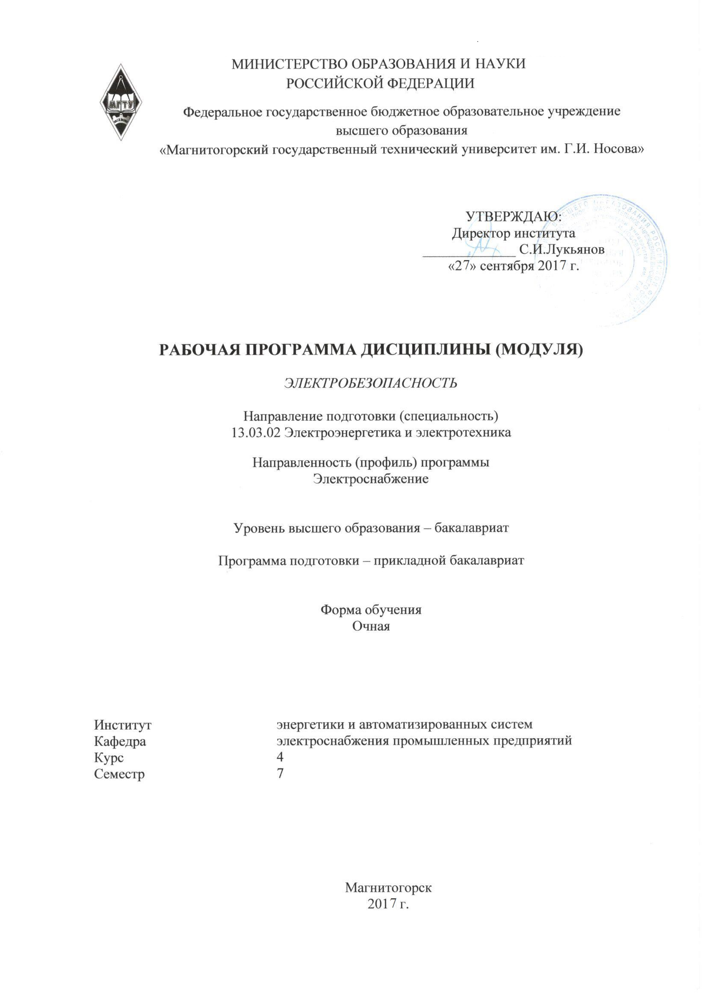 МИНИСТЕРСТВО ОБРАЗОВАНИЯ И НАУКИ
РОССИЙСКОЙ ФЕДЕРАЦИИ
МГТУ
Федеральное государственное бюджетное образовательное учреждение
высшего образования
«Магнитогорский государственный технический университет им. Г.И. Носова»
УТВЕРЖДАЮ:
Директор института
_____________ С.И.Лукьянов
«27» сентября 2017 г.
РАБОЧАЯ ПРОГРАММА ДИСЦИПЛИНЫ (МОДУЛЯ)
ЭЛЕКТРОБЕЗОПАСНОСТЬ
Направление подготовки (специальность)
13.03.02 Электроэнергетика и электротехника
Направленность (профиль) программы
Электроснабжение
Уровень высшего образования – бакалавриат
Программа подготовки – прикладной бакалавриат
Форма обучения
Очная
Институт энергетики и автоматизированных систем
Кафедра электроснабжения промышленных предприятий
Курс 4
Семестр 7
Магнитогорск
2017 г.